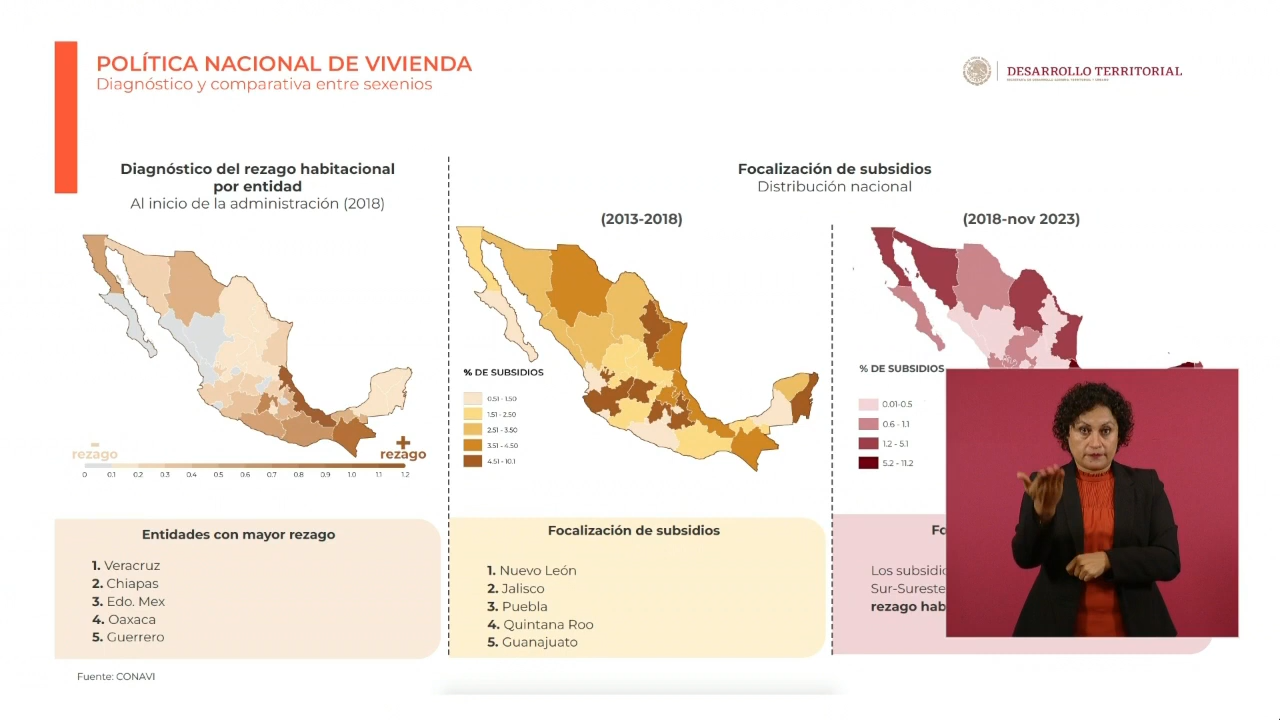 POLÍTICA NACIONAL DE VIVIENDA
Diagnóstico y comparativa entre sexenios
DESARROLLO TERRITORIAL
SECRETARÍA DE DESARROLLO AGRARIO, TERRITORIAL Y URBANO
Diagnóstico del rezago habitacional
por entidad
Al inicio de la administración (2018)
- rezago
+ rezago
0 0.1 0.2 0.3 0.4 0.5 0.6 0.7 0.8 0.9 1.0 1.1 1.2
Entidades con mayor rezago
1. Veracruz
2. Chiapas
3. Edo. Mex
4. Oaxaca
5. Guerrero
Focalización de subsidios
Distribución nacional
(2013-2018)
% DE SUBSIDIOS
0.51 - 1.50
1.51 - 2.50
2.51 - 3.50
3.51 - 4.50
4.51 - 10.1
Focalización de subsidios
1. Nuevo León
2. Jalisco
3. Puebla
4. Quintana Roo
5. Guanajuato
(2018-nov 2023)
% DE SUBSIDIOS
0.01-0.5
0.6 - 1.1
1.2 - 5.1
5.2 - 11.2
Los
Sur-Sureste
rezago
Fuente: CONAVI